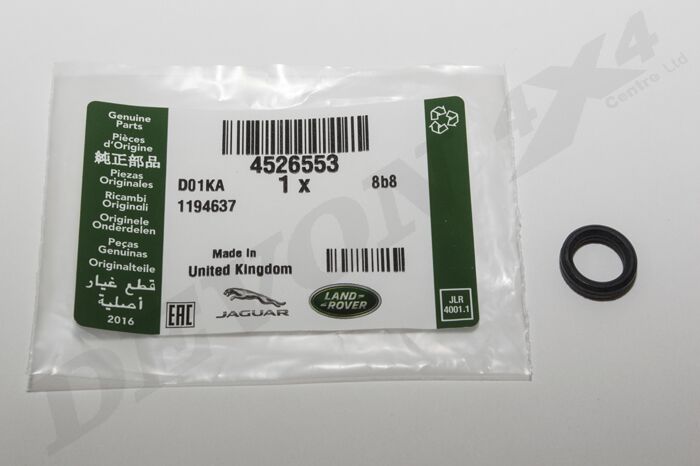 Genuine
Parts
Pièces
d'Origine
純正部品
Piezas
Originales
Ricambi
Originali
Originele
Onderdelen
Peças
Genuinas
Originalteile
قطع غيار
أصلية
2016
4526553
D01KA
1 x
8b8
1194637
Made in
United Kingdom
EAC
JAGUAR
LAND-
-ROVER
JLR
4001.1
DEVON 4X4
Centre Ltd